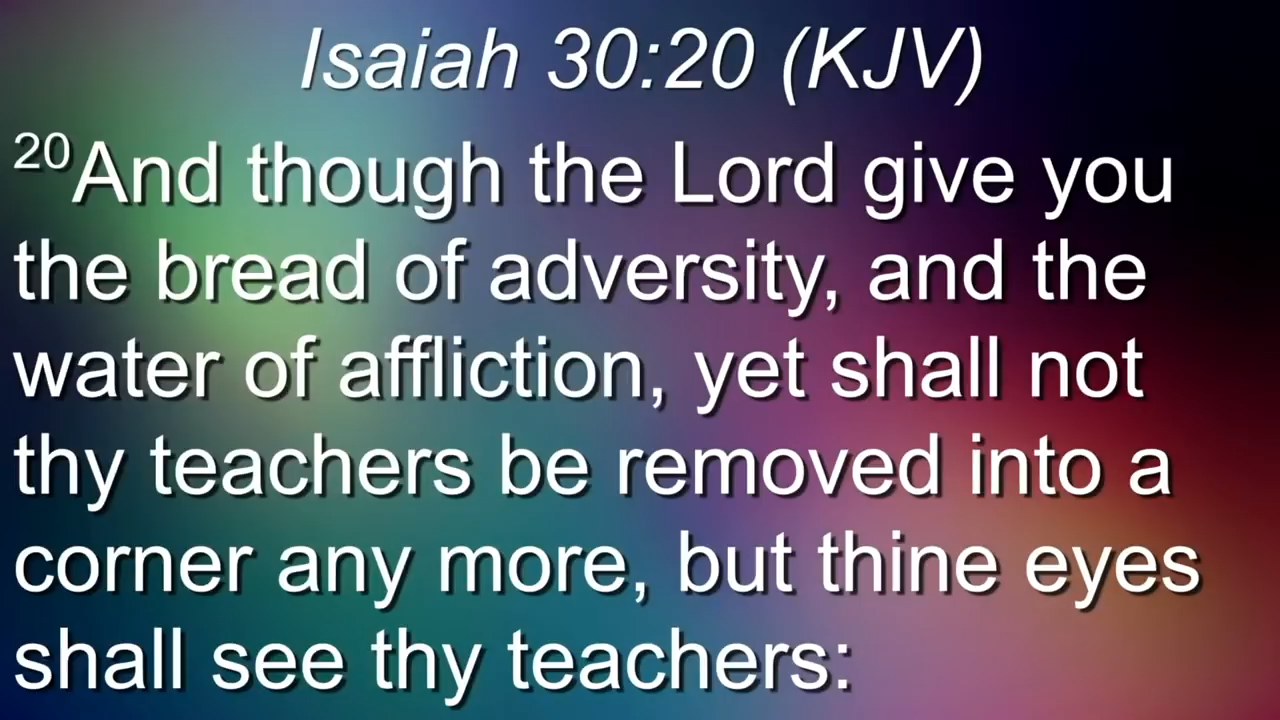 Isaiah 30:20 (KJV)
20And though the Lord give you
the bread of adversity, and the
water of affliction, yet shall not
thy teachers be removed into a
corner any more, but thine eyes
shall see thy teachers: